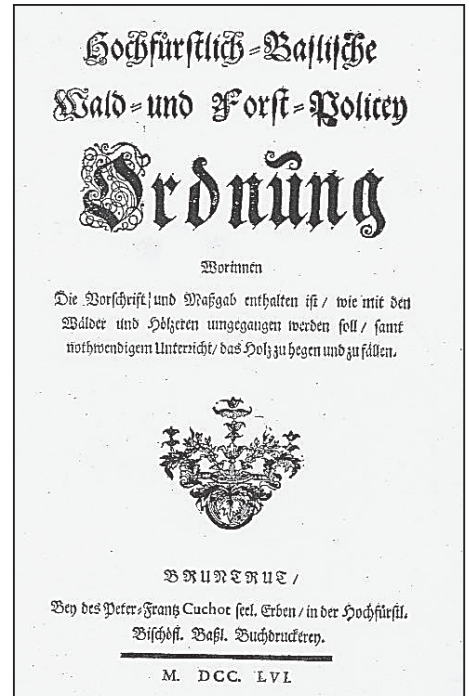 Hochfürstlich-Baslische
Wald- und Forst-Policey
Ordnung
Worinnen
Die Vorschrift und Maßgab enthalten ist / wie mit den
Wälder und Hölzeren umgegangen werden soll / samt
nothwendigem Unterricht / das Holz zu hegen und zu fällen.
BRUNTRUT /
Bey des Peter-Frantz Cuchot seel. Erben / in der Hochfürstl.
Bischöfl. Baßl. Buchdruckerey.
M. DCC. LVI.